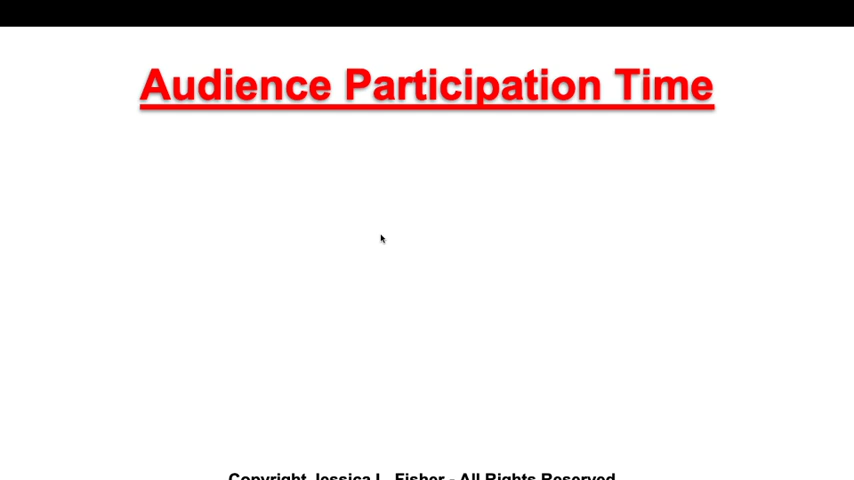 Audience Participation Time
Copyright Jessica L. Fisher - All Rights Reserved